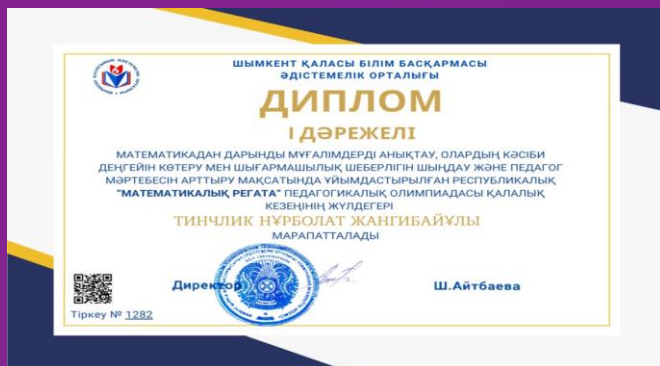 ШЫМКЕНТ ҚАЛАСЫ БІЛІМ БАСҚАРМАСЫ
ӘДІСТЕМЕЛІК ОРТАЛЫҒЫ
ДИПЛОМ
І ДӘРЕЖЕЛІ
МАТЕМАТИКАДАН ДАРЫНДЫ МҰҒАЛІМДЕРДІ АНЫҚТАУ, ОЛАРДЫҢ КӘСІБИ
ДЕҢГЕЙІН КӨТЕРУ МЕН ШЫҒАРМАШЫЛЫҚ ШЕБЕРЛІГІН ШЫҢДАУ ЖӘНЕ ПЕДАГОГ
МӘРТЕБЕСІН АРТТЫРУ МАҚСАТЫНДА ҰЙЫМДАСТЫРЫЛҒАН РЕСПУБЛИКАЛЫҚ
"МАТЕМАТИКАЛЫҚ РЕГАТА" ПЕДАГОГИКАЛЫҚ ОЛИМПИАДАСЫ ҚАЛАЛЫҚ
КЕЗЕҢІНІҢ ЖҮЛДЕГЕРІ
ТИНЧЛИК НҰРБОЛАТ ЖАНГИБАЙҰЛЫ
МАРАПАТТАЛАДЫ
Директор Ш.Айтбаева
Тіркеу № 1282